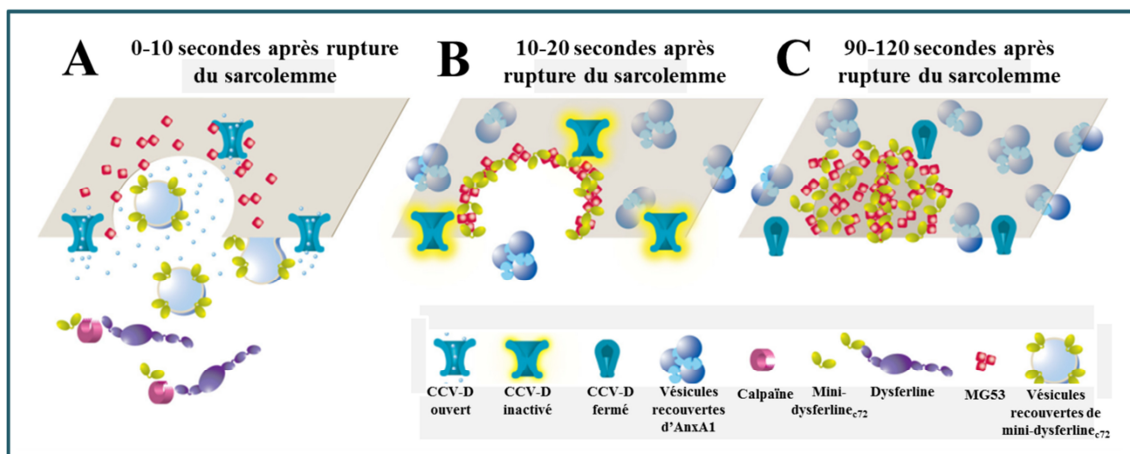 A
0-10 secondes après rupture
du sarcolemme
B
10-20 secondes après
rupture du sarcolemme
C
90-120 secondes après
rupture du sarcolemme
CCV-D
ouvert
CCV-D
inactivé
CCV-D
fermé
Vésicules
recouvertes
d'AnxA1
Calpaïne
Mini-
dysferlinec72
Dysferline
MG53
Vésicules
recouvertes de
mini-dysferlinec72